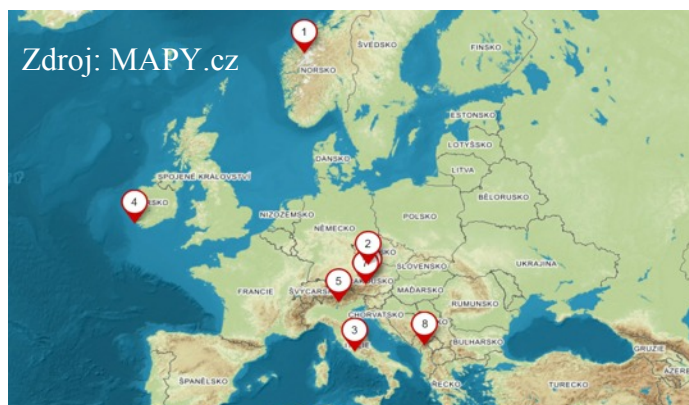 1
ŠVÉDSKO
FINSKO
Zdroj: MAPY.cz
NORSKO
ESTONSKO
LOTYŠSKO
DÁNSKO
LITVA
SPOJENÉ KRÁLOVSTVÍ
BĚLORUSKO
4
NIZOZEMSKO
POLSKO
NĚMECKO
2
UKRAJINA
SLOVENSKO
5
FRANCIE
ŠVÝCARSK
MAĎARSKO
RUMUNSKO
CHORVATSKO
3
8
BULHARSKO
GRUZIE
ŠPANĚLSKO
ŘECKO
TURECKO